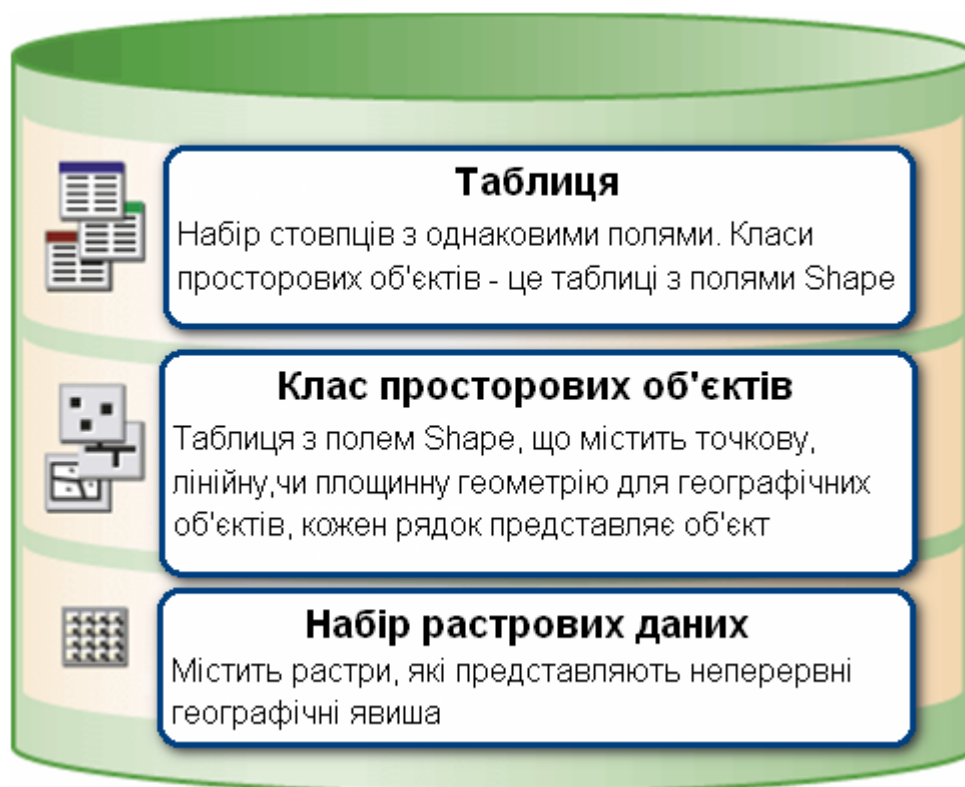 Таблиця
Набір стовпців з однаковими полями. Класи
просторових об'єктів - це таблиці з полями Shape
Клас просторових об'єктів
Таблиця з полем Shape, що містить точкову,
лінійну,чи площинну геометрію для географічних
об'єктів, кожен рядок представляє об'єкт
Набір растрових даних
Містить растри, які представляють неперервні
географічні явиша